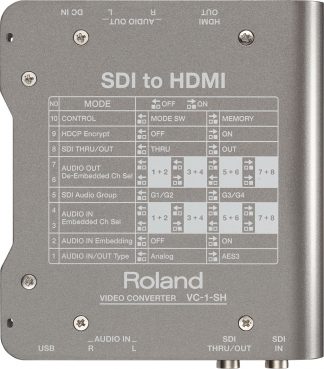 DC IN
L
R
AUDIO OUT
HDMI
OUT
SDI to HDMI
NO MODE OFF ON
10 CONTROL MODE SW MEMORY
9 HDCP Encrypt OFF ON
8 SDI THRU/OUT THRU OUT
7 AUDIO OUT
6 De-Embedded Ch Sel 1+2 3+4 5+6 7+8
5 SDI Audio Group G1/G2 G3/G4
4 AUDIO IN
3 Embedded Ch Sel 1+2 3+4 5+6 7+8
2 AUDIO IN Embedding OFF ON
1 AUDIO IN/OUT Type Analog AES3
Roland
VIDEO CONVERTER VC-1-SH
USB
AUDIO IN
R L
SDI
THRU/OUT
SDI
IN